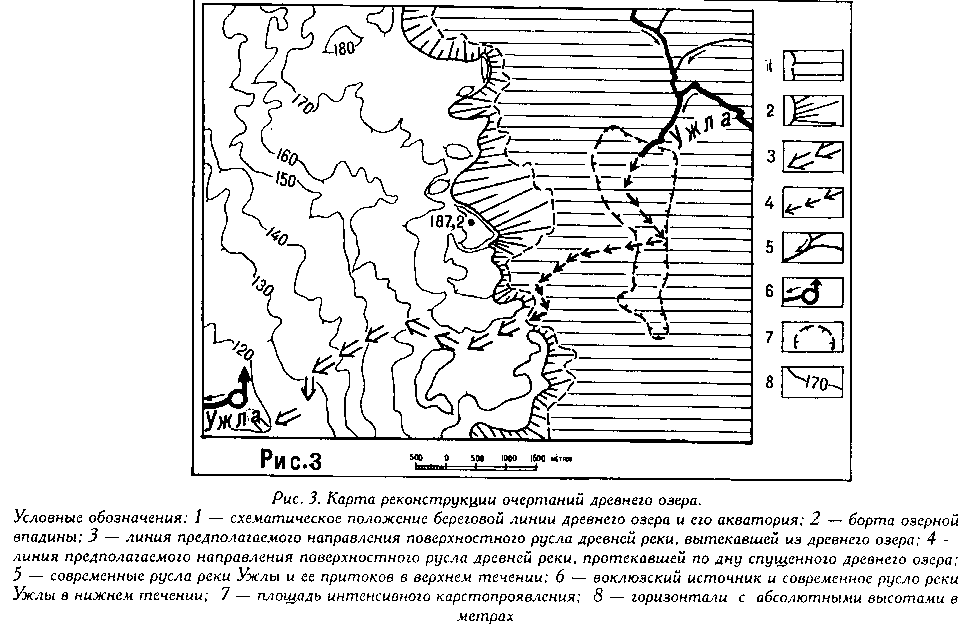 180
170
160
150
140
130
120
187,2
Ужла
Ужла
1
2
3
4
5
6
7
8
170
Рис.3
500 0 500 1000 1500 метров
Рис. 3. Карта реконструкции очертаний древнего озера.
Условные обозначения: 1 — схематическое положение береговой линии древнего озера и его акватория; 2 — борта озерной
впадины; 3 — линия предполагаемого направления поверхностного русла древней реки, вытекавшей из древнего озера; 4 -
линия предполагаемого направления поверхностного русла древней реки, протекавшей по дну спущенного древнего озера;
5 — современные русла реки Ужлы и ее притоков в верхнем течении; 6 — воклюзский источник и современное русло реки
Ужлы в нижнем течении; 7 — площадь интенсивного карстопроявления; 8 — горизонтали с абсолютными высотами в
метрах